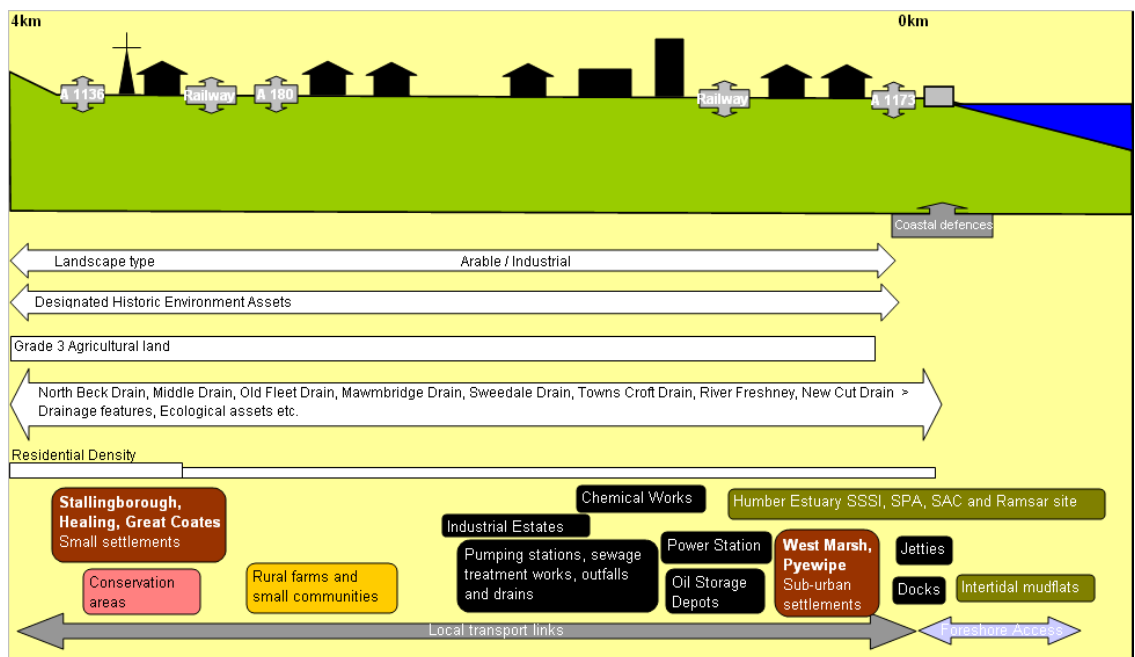 4km
0km
A 1136
Railway
A 180
Railway
A 1173
Coastal defences
Landscape type
Arable / Industrial
Designated Historic Environment Assets
Grade 3 Agricultural land
North Beck Drain, Middle Drain, Old Fleet Drain, Mawmbridge Drain, Sweedale Drain, Towns Croft Drain, River Freshney, New Cut Drain >
Drainage features, Ecological assets etc.
Residential Density
Stallingborough,
Healing, Great Coates
Small settlements
Chemical Works
Humber Estuary SSSI, SPA, SAC and Ramsar site
Industrial Estates
Pumping stations, sewage
treatment works, outfalls
and drains
Power Station
West Marsh,
Pyewipe
Sub-urban
settlements
Jetties
Conservation
areas
Rural farms and
small communities
Oil Storage
Depots
Docks
Intertidal mudflats
Local transport links
Foreshore Access